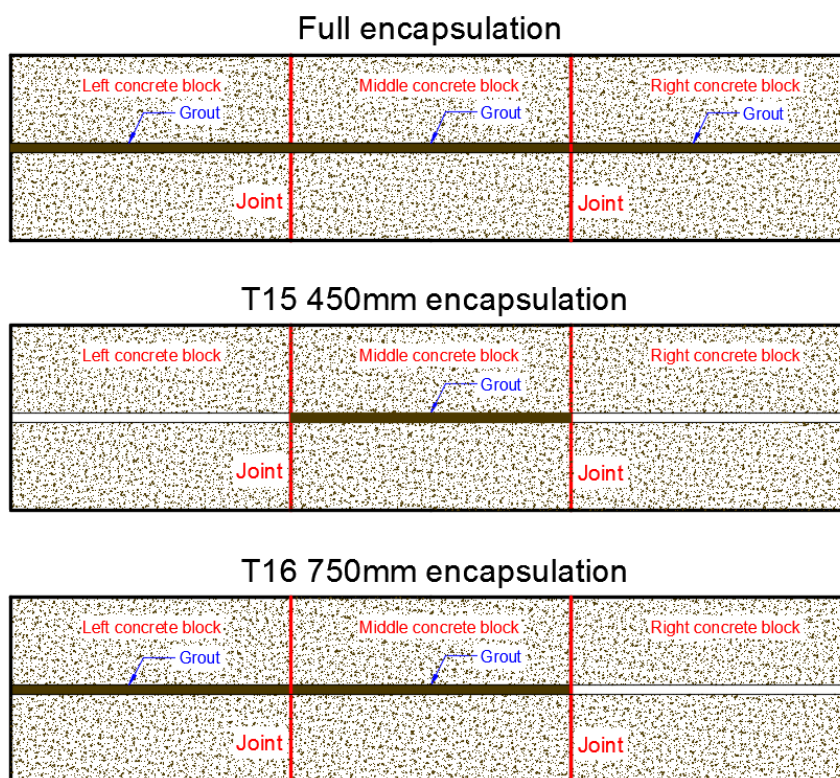 Full encapsulation
Left concrete block
Middle concrete block
Right concrete block
Grout
Grout
Grout
Joint
Joint
T15 450mm encapsulation
Left concrete block
Middle concrete block
Right concrete block
Grout
Joint
Joint
T16 750mm encapsulation
Left concrete block
Middle concrete block
Right concrete block
Grout
Grout
Joint
Joint